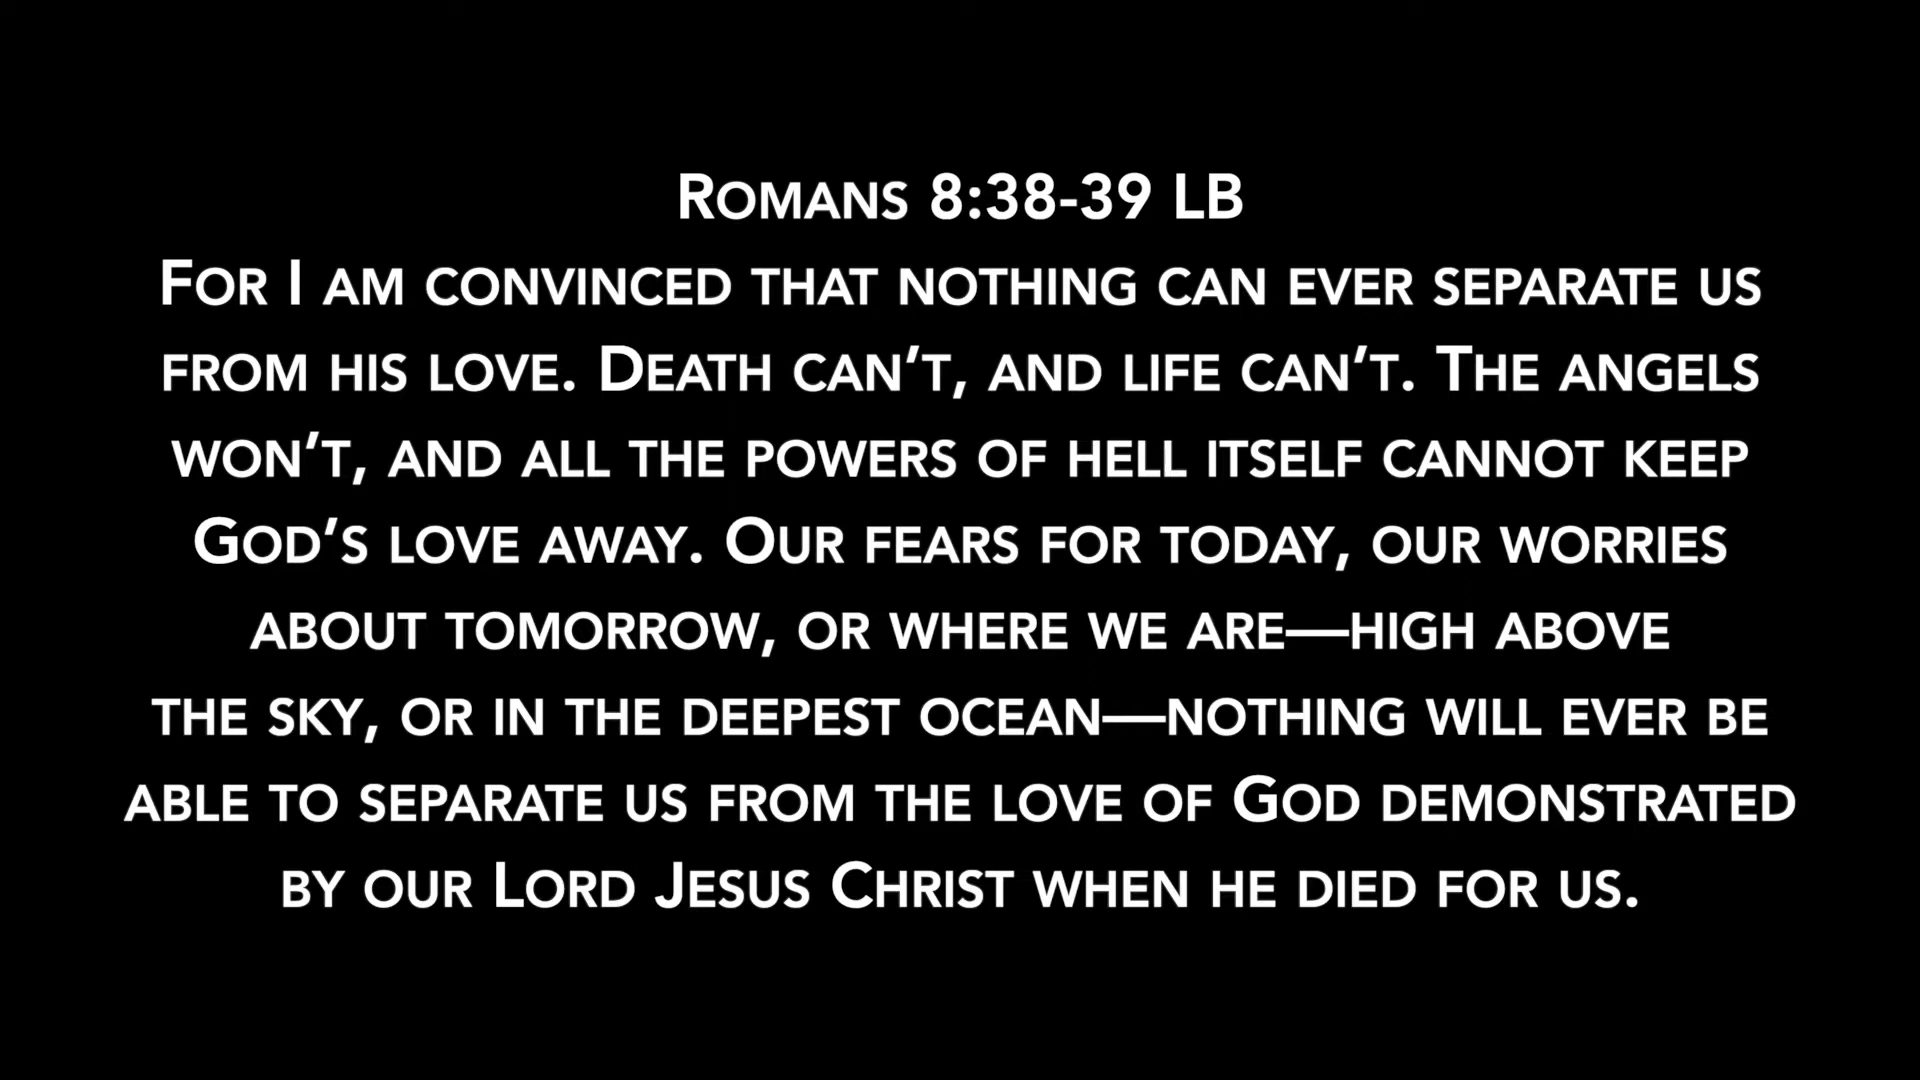 Romans 8:38-39 LB
For I am convinced that nothing can ever separate us
from his love. Death can’t, and life can’t. The angels
won’t, and all the powers of hell itself cannot keep
God’s love away. Our fears for today, our worries
about tomorrow, or where we are—high above
the sky, or in the deepest ocean—nothing will ever be
able to separate us from the love of God demonstrated
by our Lord Jesus Christ when he died for us.